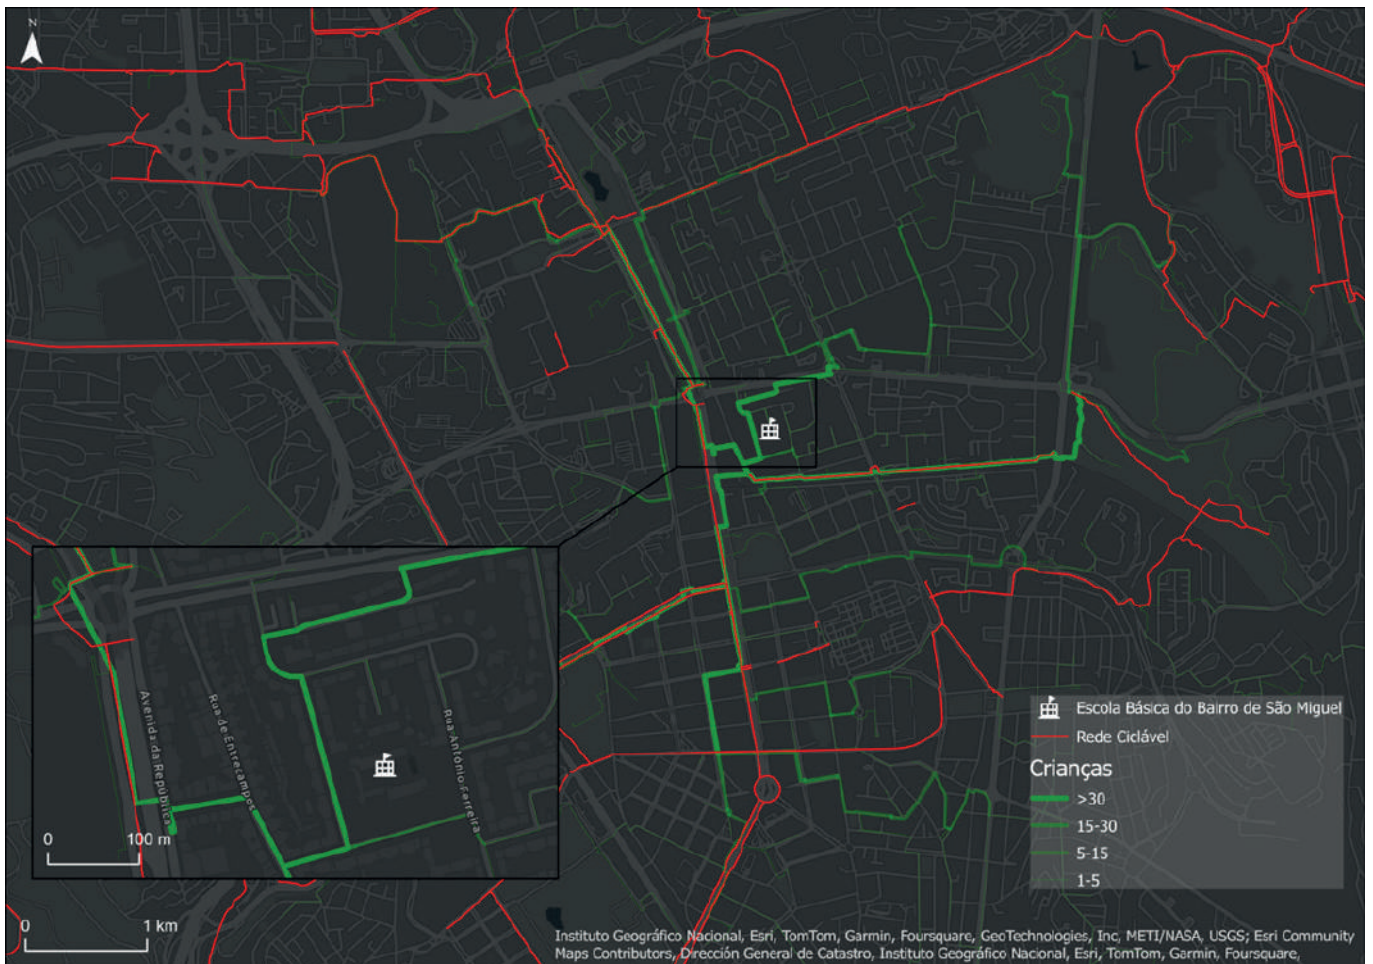 N
Avenida da República
Rua de Entrecampos
Rua António Ferreira
0 100 m
0 1 km
Escola Básica do Bairro de São Miguel
Rede Ciclável
Crianças
>30
15-30
5-15
1-5
Instituto Geográfico Nacional, Esri, TomTom, Garmin, Foursquare, GeoTechnologies, Inc, METI/NASA, USGS; Esri Community
Maps Contributors, Dirección General de Catastro, Instituto Geográfico Nacional, Esri, TomTom, Garmin, Foursquare,